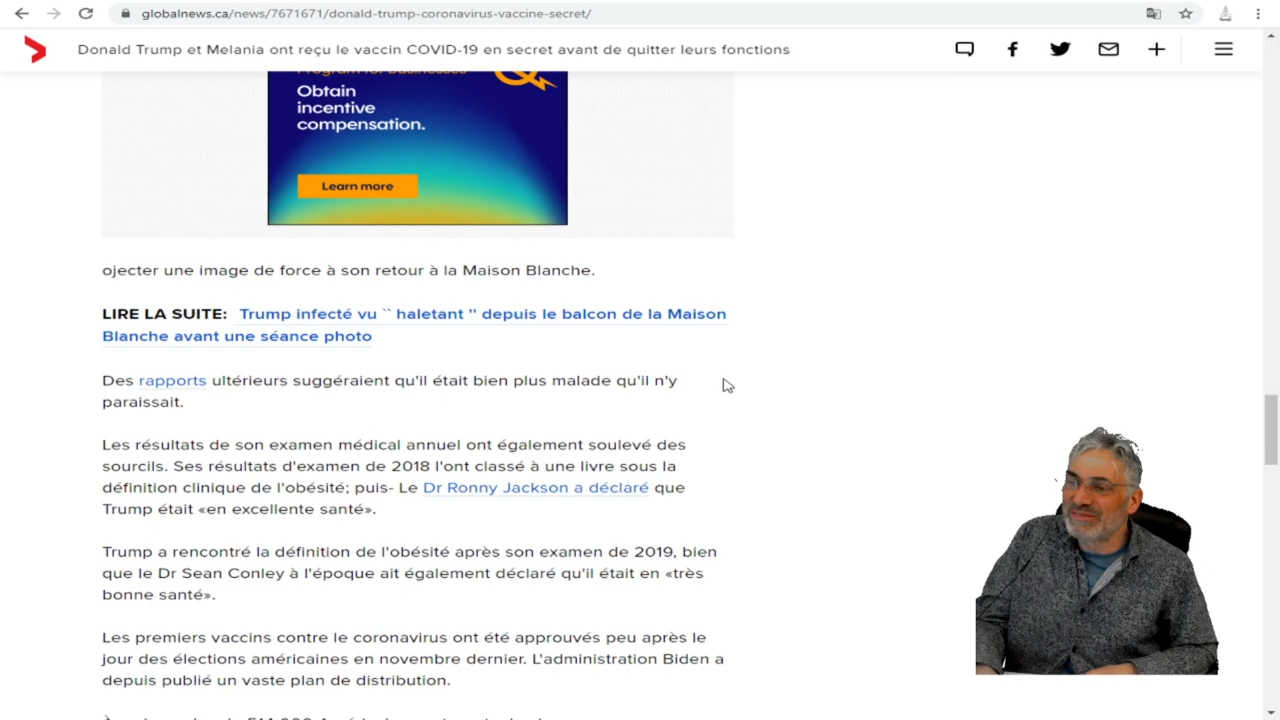 globalnews.ca/news/7671671/donald-trump-coronavirus-vaccine-secret/
Donald Trump et Melania ont reçu le vaccin COVID-19 en secret avant de quitter leurs fonctions
Program for Businesses
Obtain
incentive
compensation.
Learn more
ojecter une image de force à son retour à la Maison Blanche.
LIRE LA SUITE: Trump infecté vu `` haletant '' depuis le balcon de la Maison
Blanche avant une séance photo
Des rapports ultérieurs suggéraient qu'il était bien plus malade qu'il n'y
paraissait.
Les résultats de son examen médical annuel ont également soulevé des
sourcils. Ses résultats d'examen de 2018 l'ont classé à une livre sous la
définition clinique de l'obésité; puis- Le Dr Ronny Jackson a déclaré que
Trump était «en excellente santé».
Trump a rencontré la définition de l'obésité après son examen de 2019, bien
que le Dr Sean Conley à l'époque ait également déclaré qu'il était en «très
bonne santé».
Les premiers vaccins contre le coronavirus ont été approuvés peu après le
jour des élections américaines en novembre dernier. L'administration Biden a
depuis publié un vaste plan de distribution.